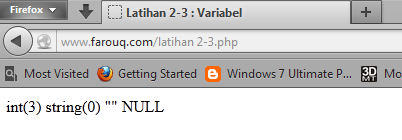 Firefox
Latihan 2-3 : Variabel
www.farouq.com/latihan 2-3.php
Most Visited Getting Started Windows 7 Ultimate P... 3D MT Mo
int(3) string(0) "" NULL